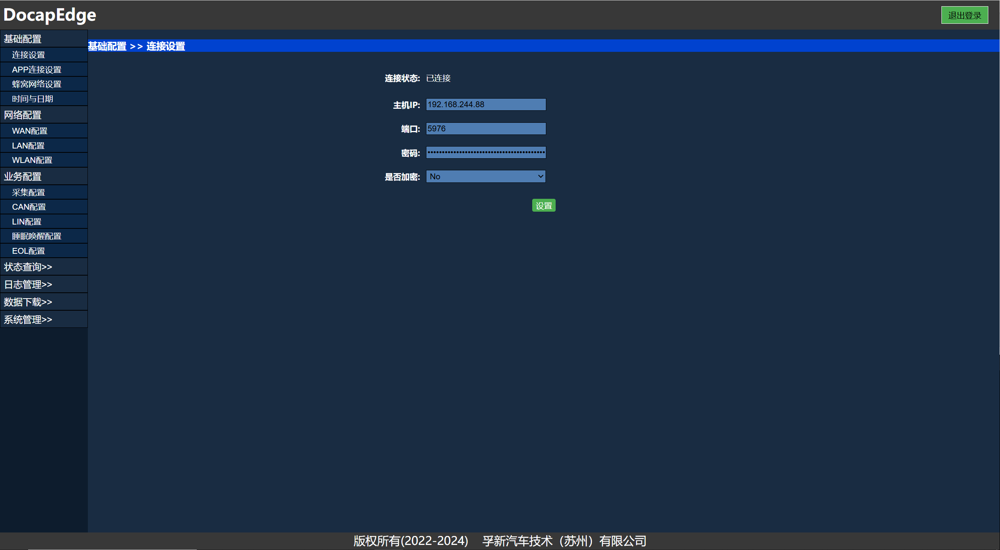 DocapEdge
退出登录
基础配置
连接设置
APP连接设置
蜂窝网络设置
时间与日期
网络配置
WAN配置
LAN配置
WLAN配置
业务配置
采集配置
CAN配置
LIN配置
睡眠唤醒配置
EOL配置
状态查询>>
日志管理>>
数据下载>>
系统管理>>
基础配置 >> 连接设置
连接状态: 已连接
主机IP: 192.168.244.88
端口: 5976
密码:
是否加密: No
设置
版权所有(2022-2024) 孚新汽车技术（苏州）有限公司